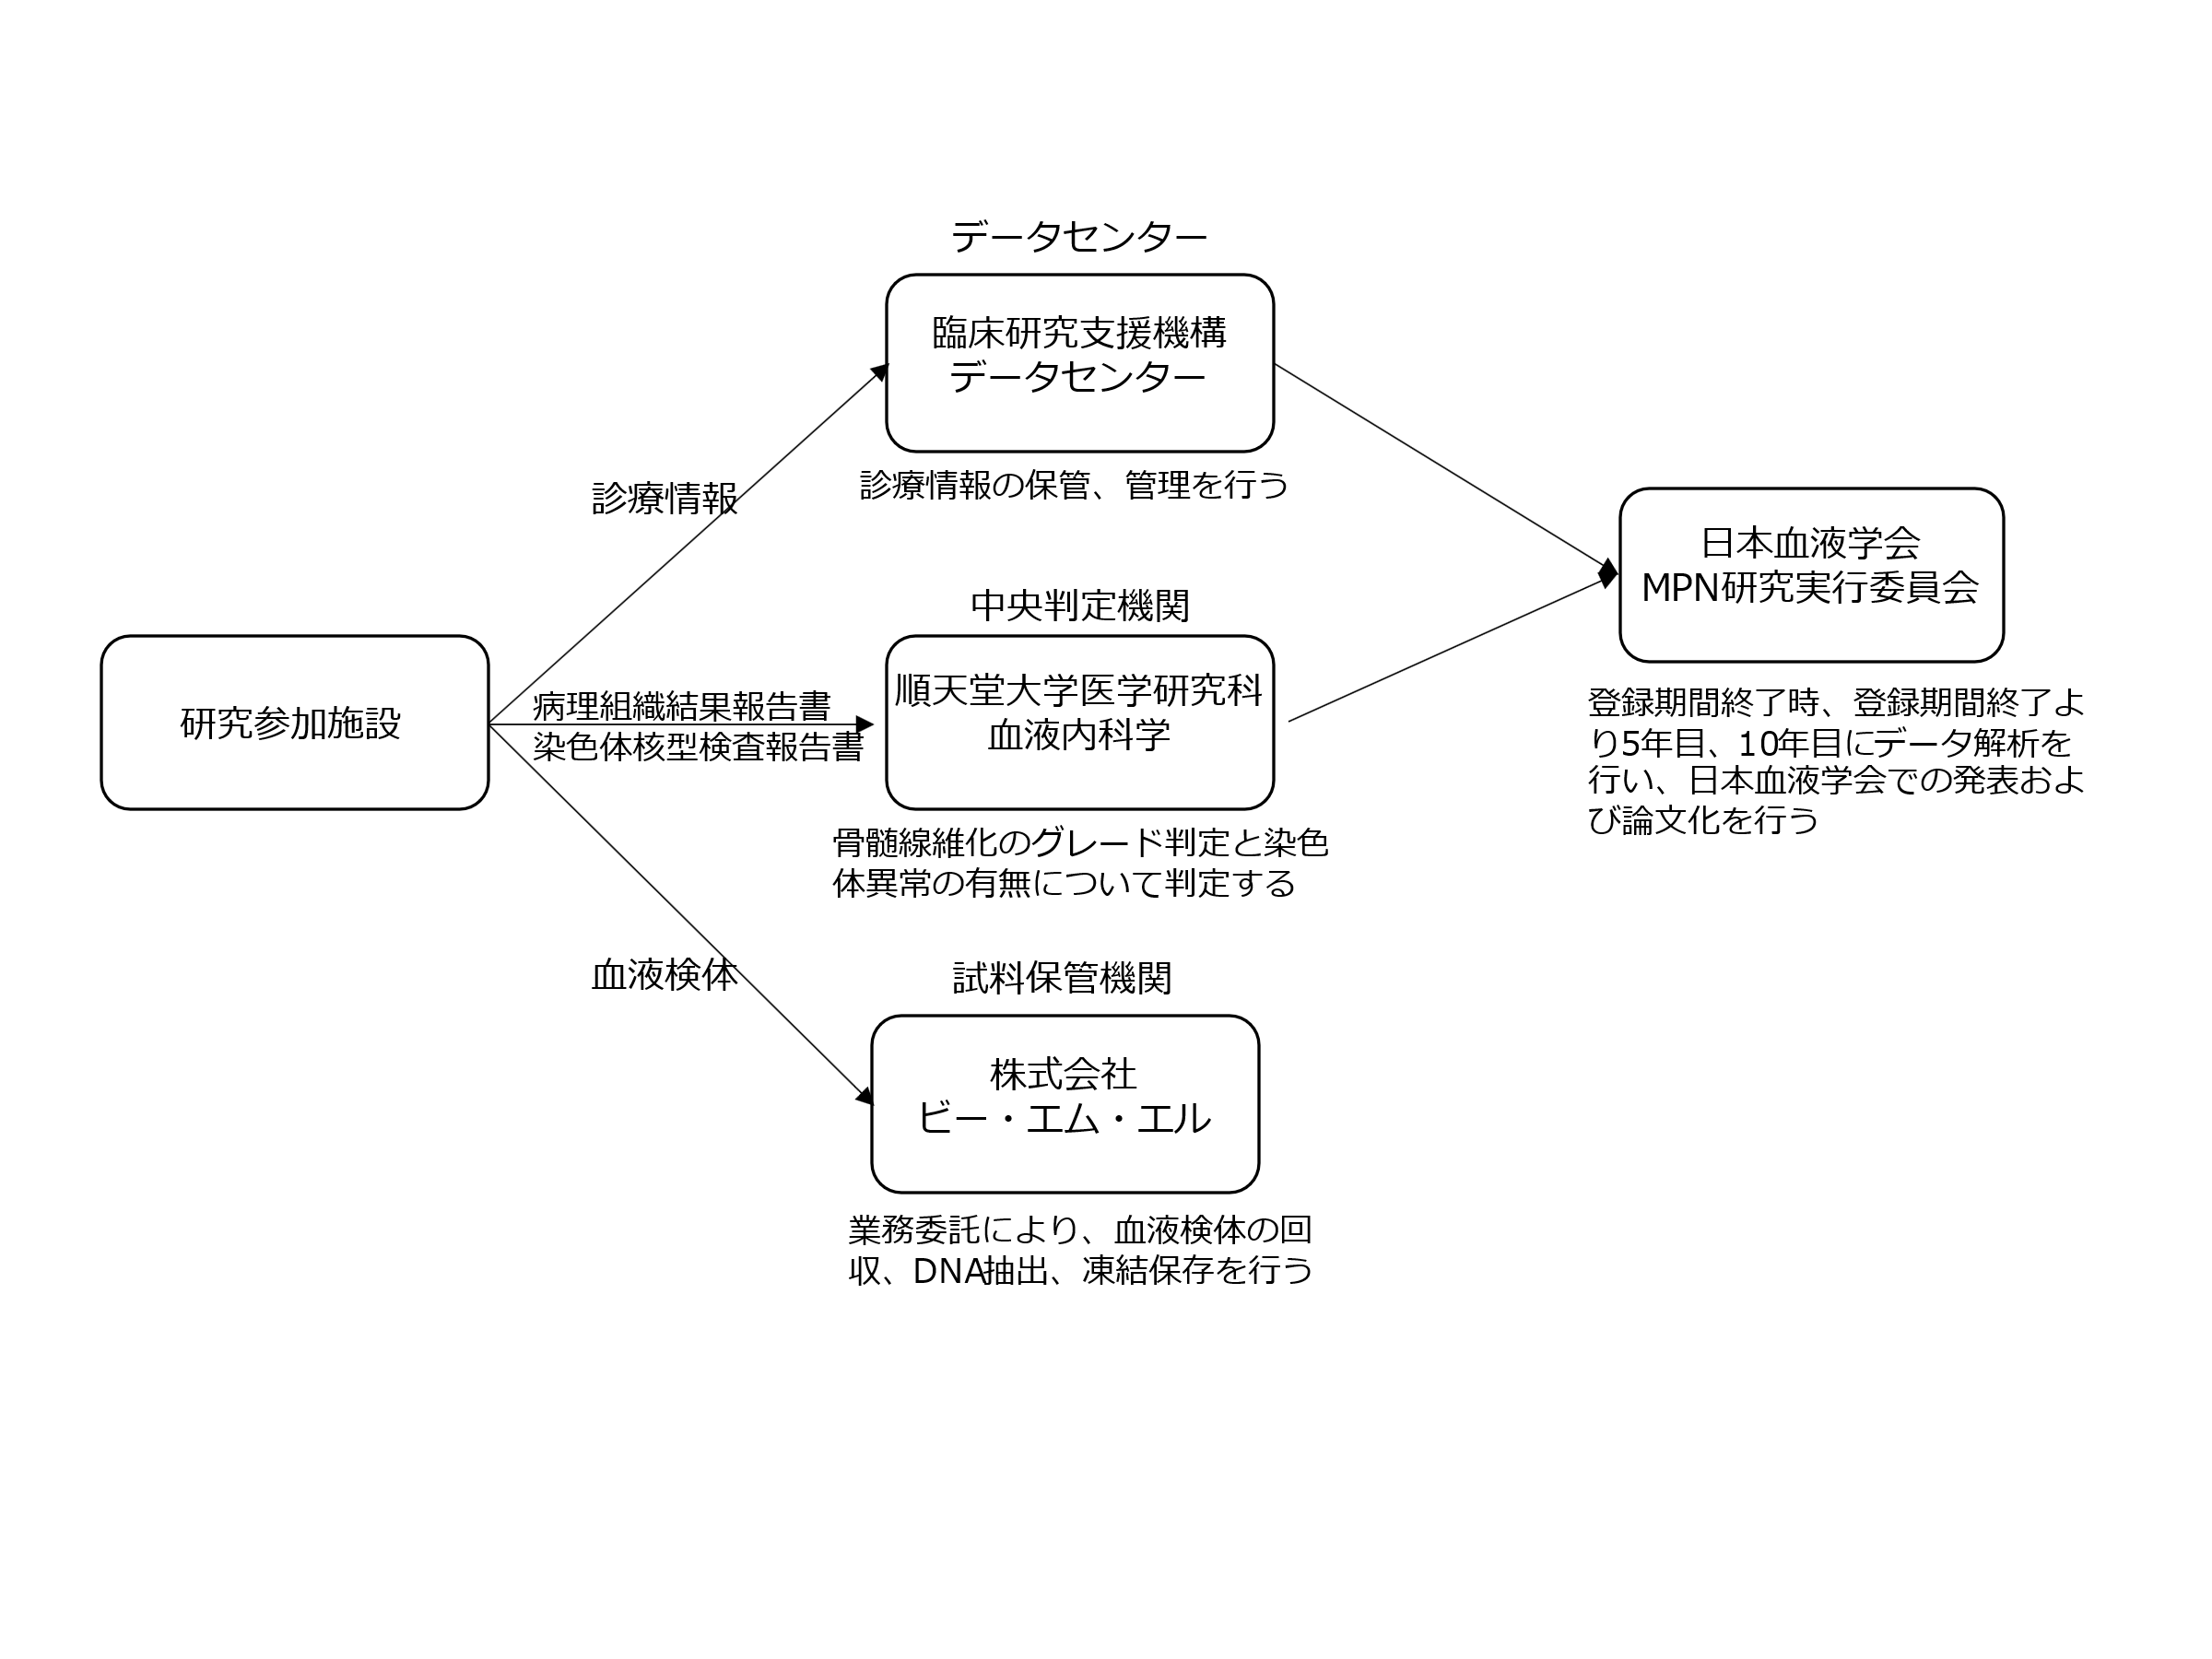 データセンター
臨床研究支援機構
データセンター
診療情報の保管、管理を行う
診療情報
日本血液学会
MPN研究実行委員会
中央判定機関
研究参加施設
病理組織結果報告書
染色体核型検査報告書
順天堂大学医学研究科
血液内科学
登録期間終了時、登録期間終了よ
り5年目、10年目にデータ解析を
行い、日本血液学会での発表およ
び論文化を行う
骨髄線維化のグレード判定と染色
体異常の有無について判定する
血液検体
試料保管機関
株式会社
ビー・エム・エル
業務委託により、血液検体の回
収、DNA抽出、凍結保存を行う